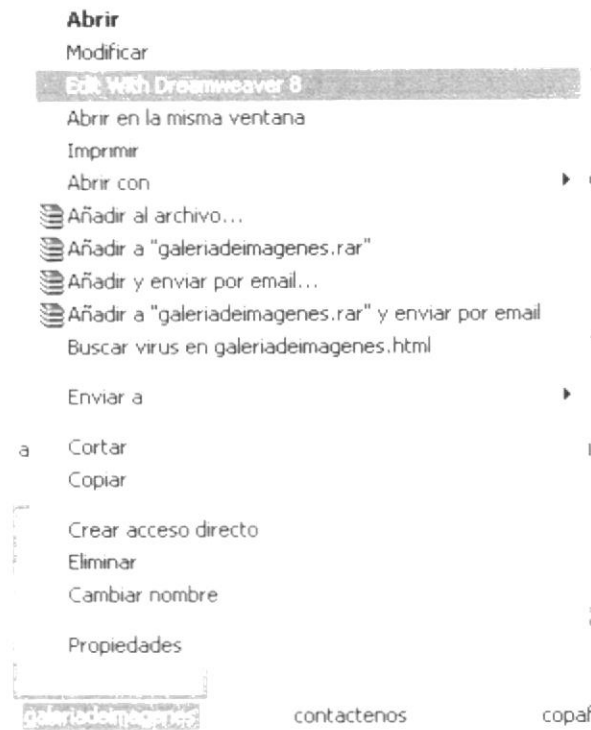 Abrir
Modificar
Edit with Dreamweaver 8
Abrir en la misma ventana
Imprimir
Abrir con
Añadir al archivo...
Añadir a "galeriadeimagenes.rar"
Añadir y enviar por email...
Añadir a "galeriadeimagenes.rar" y enviar por email
Buscar virus en galeriadeimagenes.html
Enviar a
a Cortar
Copiar
Crear acceso directo
Eliminar
Cambiar nombre
Propiedades
galeriadeimagenes contactenos